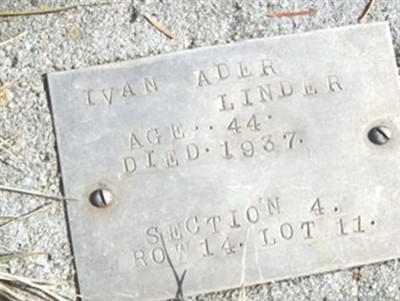 IVAN ADER
LINDER
AGE..44.
DIED.1937.
SECTION 4.
ROW 14. LOT 11.